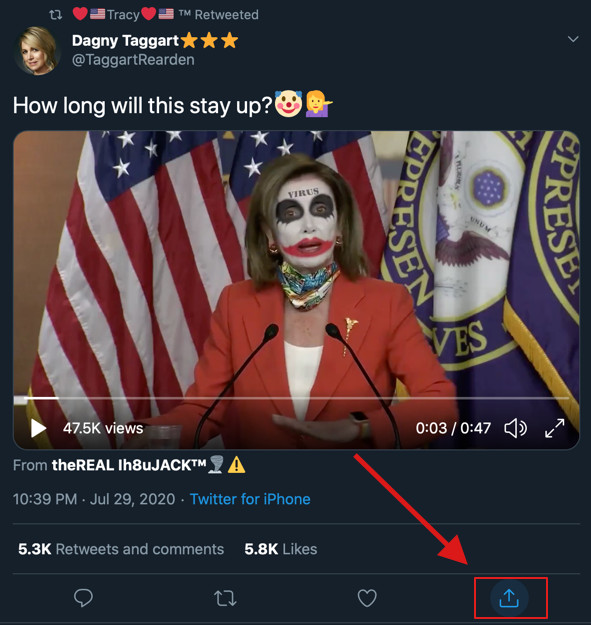 Tracy ™ Retweeted
Dagny Taggart
@TaggartRearden
How long will this stay up?
VIRUS
REPRESEN
VES
REPRESE
UNUM
47.5K views
0:03 / 0:47
From theREAL Ih8uJACK™
10:39 PM · Jul 29, 2020 · Twitter for iPhone
5.3K Retweets and comments 5.8K Likes